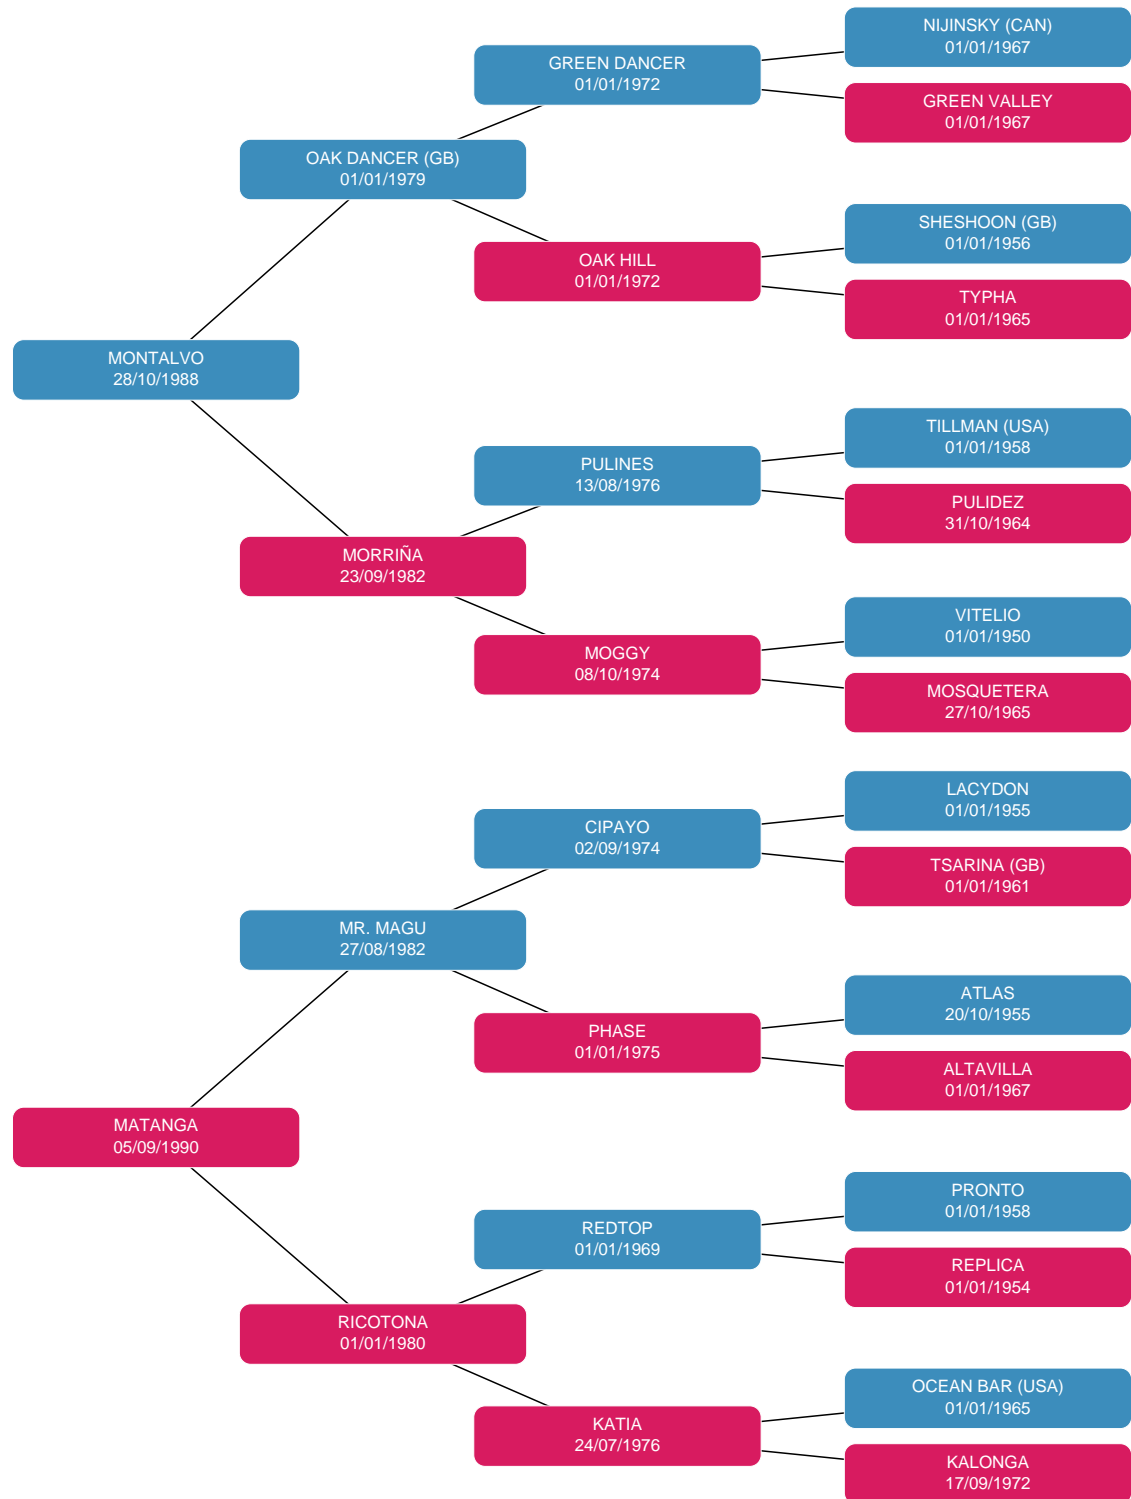 NIJINSKY (CAN)
01/01/1967
GREEN DANCER
01/01/1972
GREEN VALLEY
01/01/1967
OAK DANCER (GB)
01/01/1979
SHESHOON (GB)
01/01/1956
OAK HILL
01/01/1972
TYPHA
01/01/1965
MONTALVO
28/10/1988
TILLMAN (USA)
01/01/1958
PULINES
13/08/1976
PULIDEZ
31/10/1964
MORRIÑA
23/09/1982
VITELIO
01/01/1950
MOGGY
08/10/1974
MOSQUETERA
27/10/1965
LACYDON
01/01/1955
CIPAYO
02/09/1974
TSARINA (GB)
01/01/1961
MR. MAGU
27/08/1982
ATLAS
20/10/1955
PHASE
01/01/1975
ALTAVILLA
01/01/1967
MATANGA
05/09/1990
PRONTO
01/01/1958
REDTOP
01/01/1969
REPLICA
01/01/1954
RICOTONA
01/01/1980
OCEAN BAR (USA)
01/01/1965
KATIA
24/07/1976
KALONGA
17/09/1972